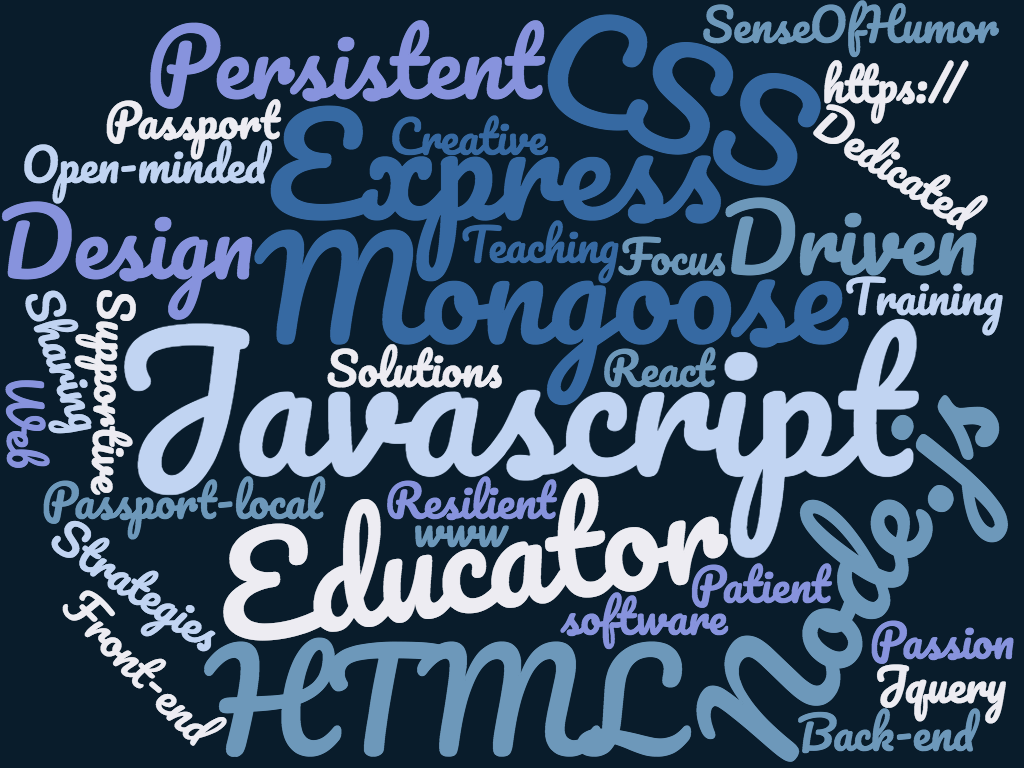 SenseOfHumor
Persistent
CSS
https://
Passport
Creative
Dedicated
Open-minded
Express
Design
Teaching
Focus
Driven
Mongoose
Training
Sharing
Supportive
Solutions
React
Web
Javascript
Node.js
Passport-local
Resilient
www
Educator
Strategies
Patient
software
Front-end
HTML
Passion
Jquery
Back-end